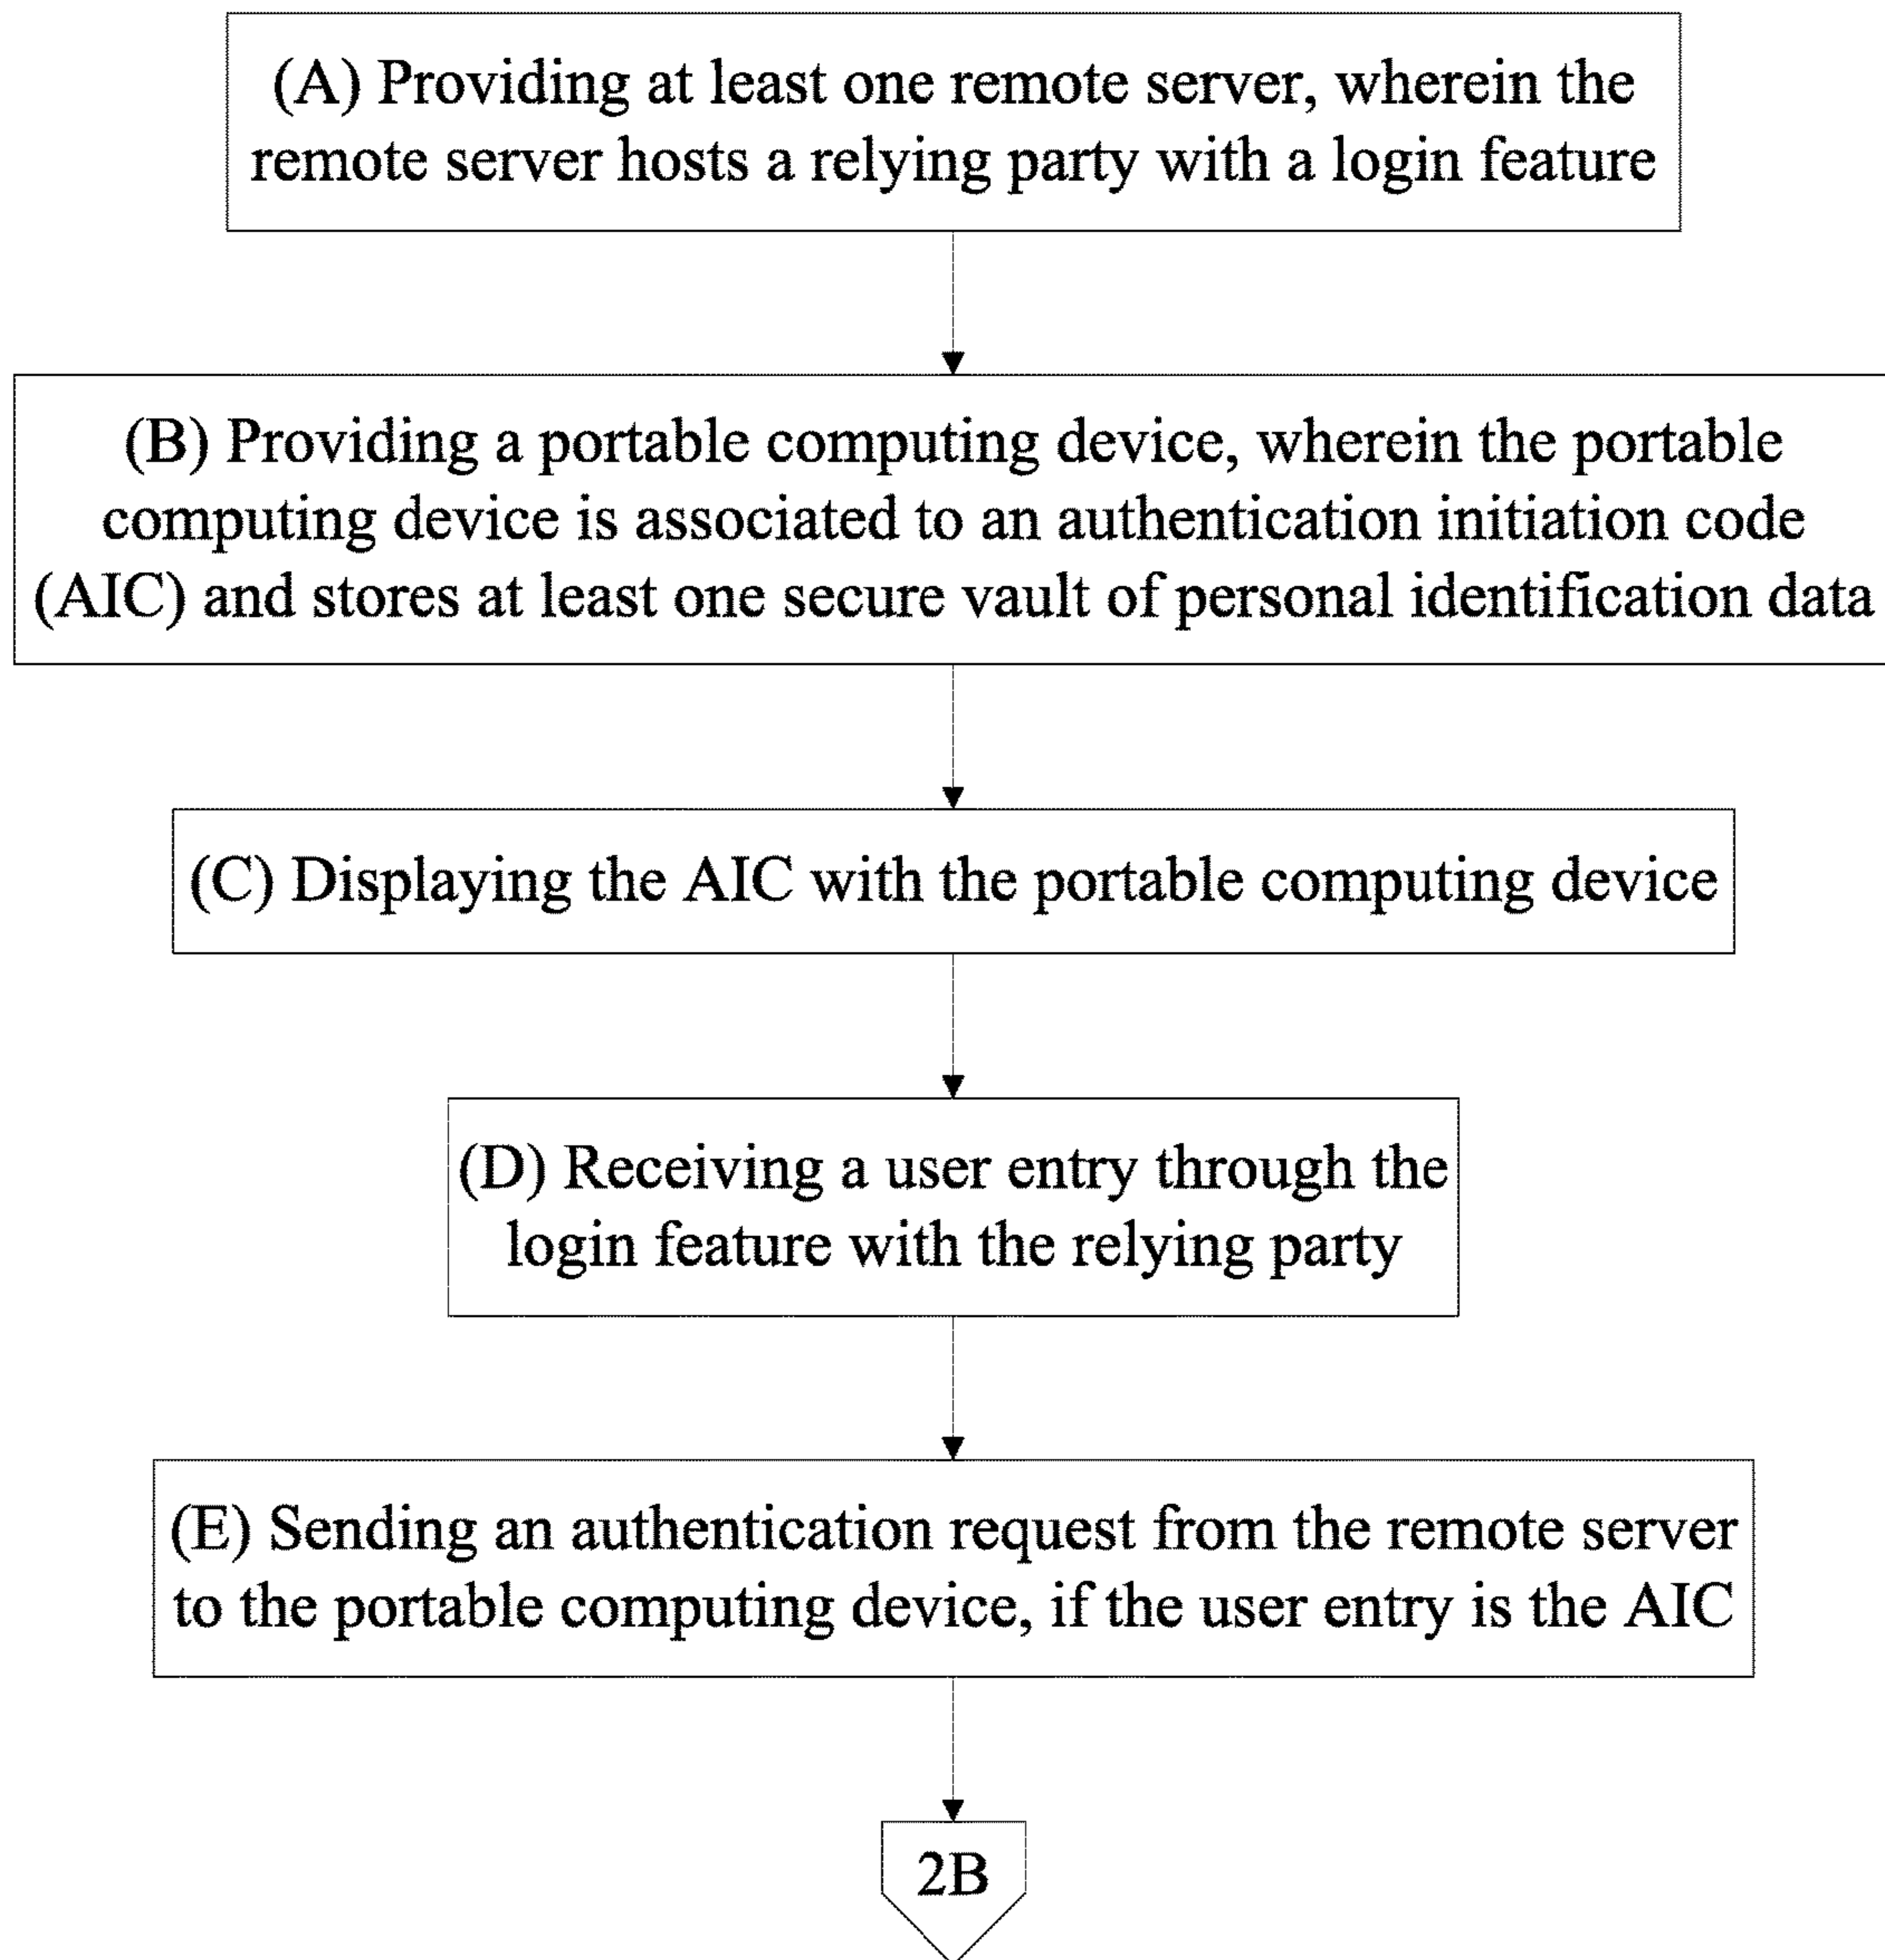 (A) Providing at least one remote server, wherein the
remote server hosts a relying party with a login feature
(B) Providing a portable computing device, wherein the portable
computing device is associated to an authentication initiation code
(AIC) and stores at least one secure vault of personal identification data
(C) Displaying the AIC with the portable computing device
(D) Receiving a user entry through the
login feature with the relying party
(E) Sending an authentication request from the remote server
to the portable computing device, if the user entry is the AIC
2B